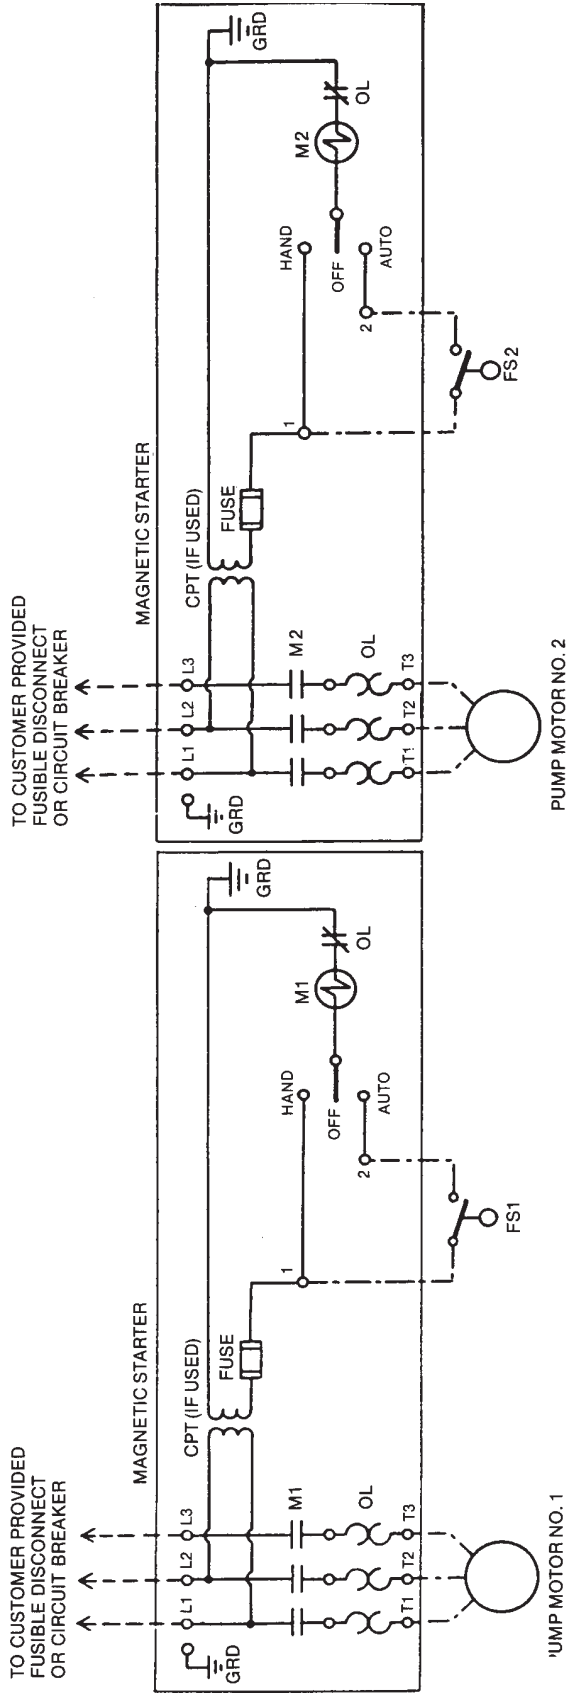 TO CUSTOMER PROVIDED
FUSIBLE DISCONNECT
OR CIRCUIT BREAKER
MAGNETIC STARTER
GRD
L1
L2
L3
CPT (IF USED)
FUSE
GRD
M1
OL
T1
T2
T3
1
HAND
OFF
AUTO
2
M1
OL
FS1
'UMP MOTOR NO. 1
TO CUSTOMER PROVIDED
FUSIBLE DISCONNECT
OR CIRCUIT BREAKER
MAGNETIC STARTER
GRD
L1
L2
L3
CPT (IF USED)
FUSE
GRD
M2
OL
T1
T2
T3
1
HAND
OFF
AUTO
2
M2
OL
FS2
PUMP MOTOR NO. 2